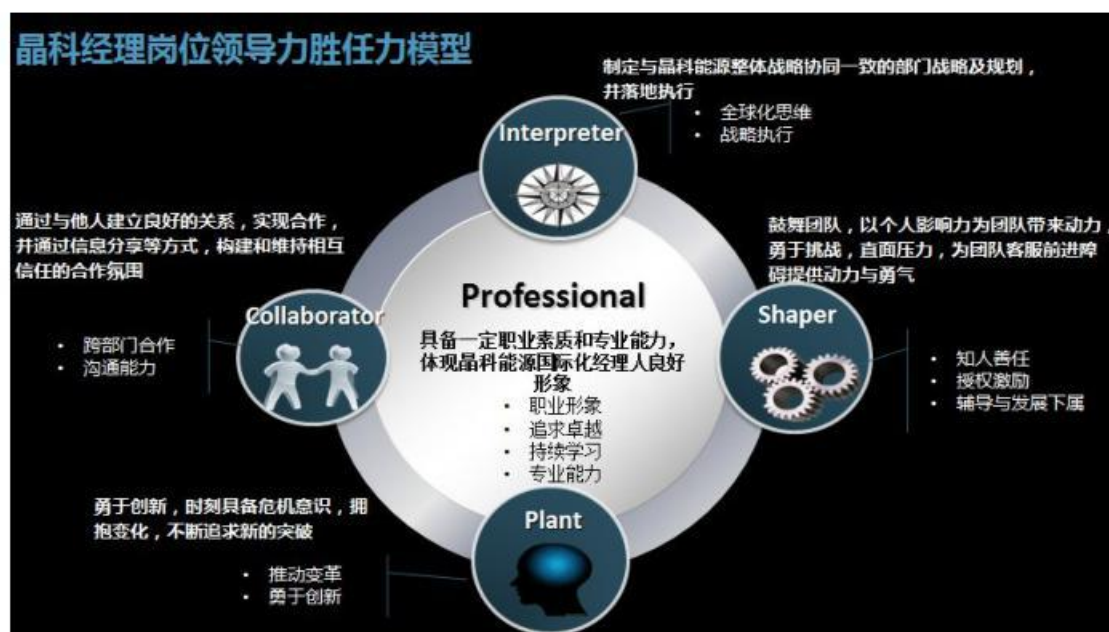 晶科经理岗位领导力胜任力模型
制定与晶科能源整体战略协同一致的部门战略及规划，
并落地执行
• 全球化思维
• 战略执行
Interpreter
通过与他人建立良好的关系，实现合作，
并通过信息分享等方式，构建和维持相互
信任的合作氛围
Collaborator
• 跨部门合作
• 沟通能力
鼓舞团队，以个人影响力为团队带来动力，
勇于挑战，直面压力，为团队客服前进障
碍提供动力与勇气
Shaper
• 知人善任
• 授权激励
• 辅导与发展下属
Professional
具备一定职业素质和专业能力，
体现晶科能源国际化经理人良好
形象
• 职业形象
• 追求卓越
• 持续学习
• 专业能力
勇于创新，时刻具备危机意识，拥
抱变化，不断追求新的突破
• 推动变革
• 勇于创新
Plant